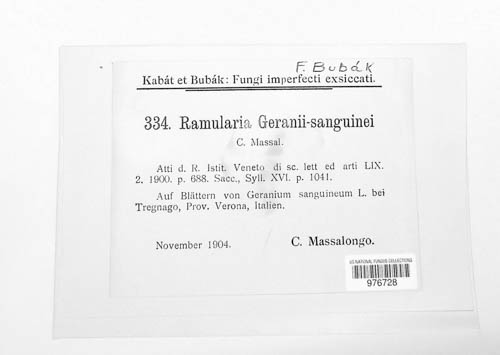 F. Bubák
Kabát et Bubák: Fungi imperfecti exsiccati.
334. Ramularia Geranii-sanguinei
C. Massal.
Atti d. R. Istit. Veneto di sc. lett ed arti LIX.
2. 1900. p. 688. Sacc., Syll. XVI. p. 1041.
Auf Blättern von Geranium sanguineum L. bei
Tregnago, Prov. Verona, Italien.
November 1904. C. Massalongo.
US NATIONAL FUNGUS COLLECTIONS
976728